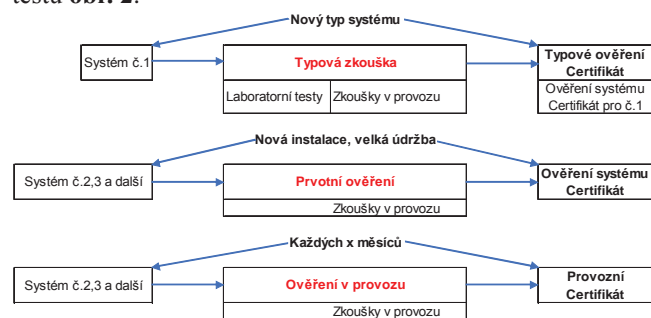 testů obr. 2.
Nový typ systému
Systém č.1
Typová zkouška
Typové ověření
Certifikát
Laboratorní testy
Zkoušky v provozu
Ověření systému
Certifikát pro č.1
Nová instalace, velká údržba
Systém č.2,3 a další
Prvotní ověření
Ověření systému
Certifikát
Zkoušky v provozu
Každých x měsíců
Systém č.2,3 a další
Ověření v provozu
Provozní
Certifikát
Zkoušky v provozu